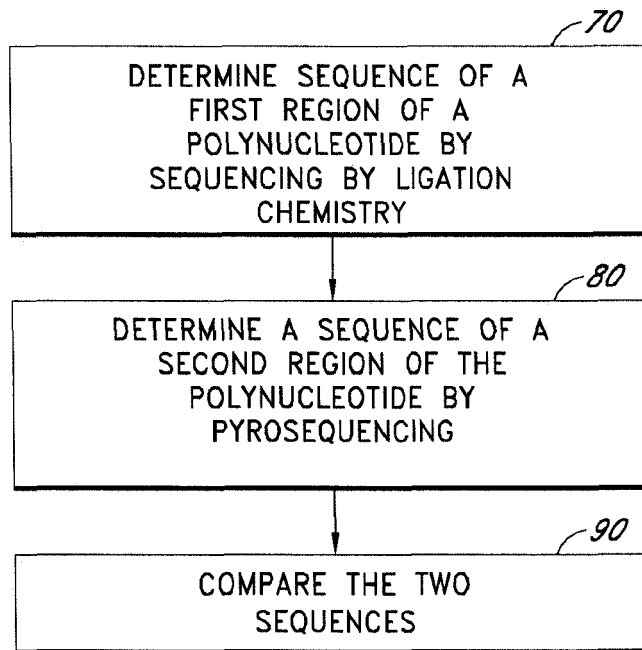 70
DETERMINE SEQUENCE OF A
FIRST REGION OF A
POLYNUCLEOTIDE BY
SEQUENCING BY LIGATION
CHEMISTRY
80
DETERMINE A SEQUENCE OF A
SECOND REGION OF THE
POLYNUCLEOTIDE BY
PYROSEQUENCING
90
COMPARE THE TWO
SEQUENCES